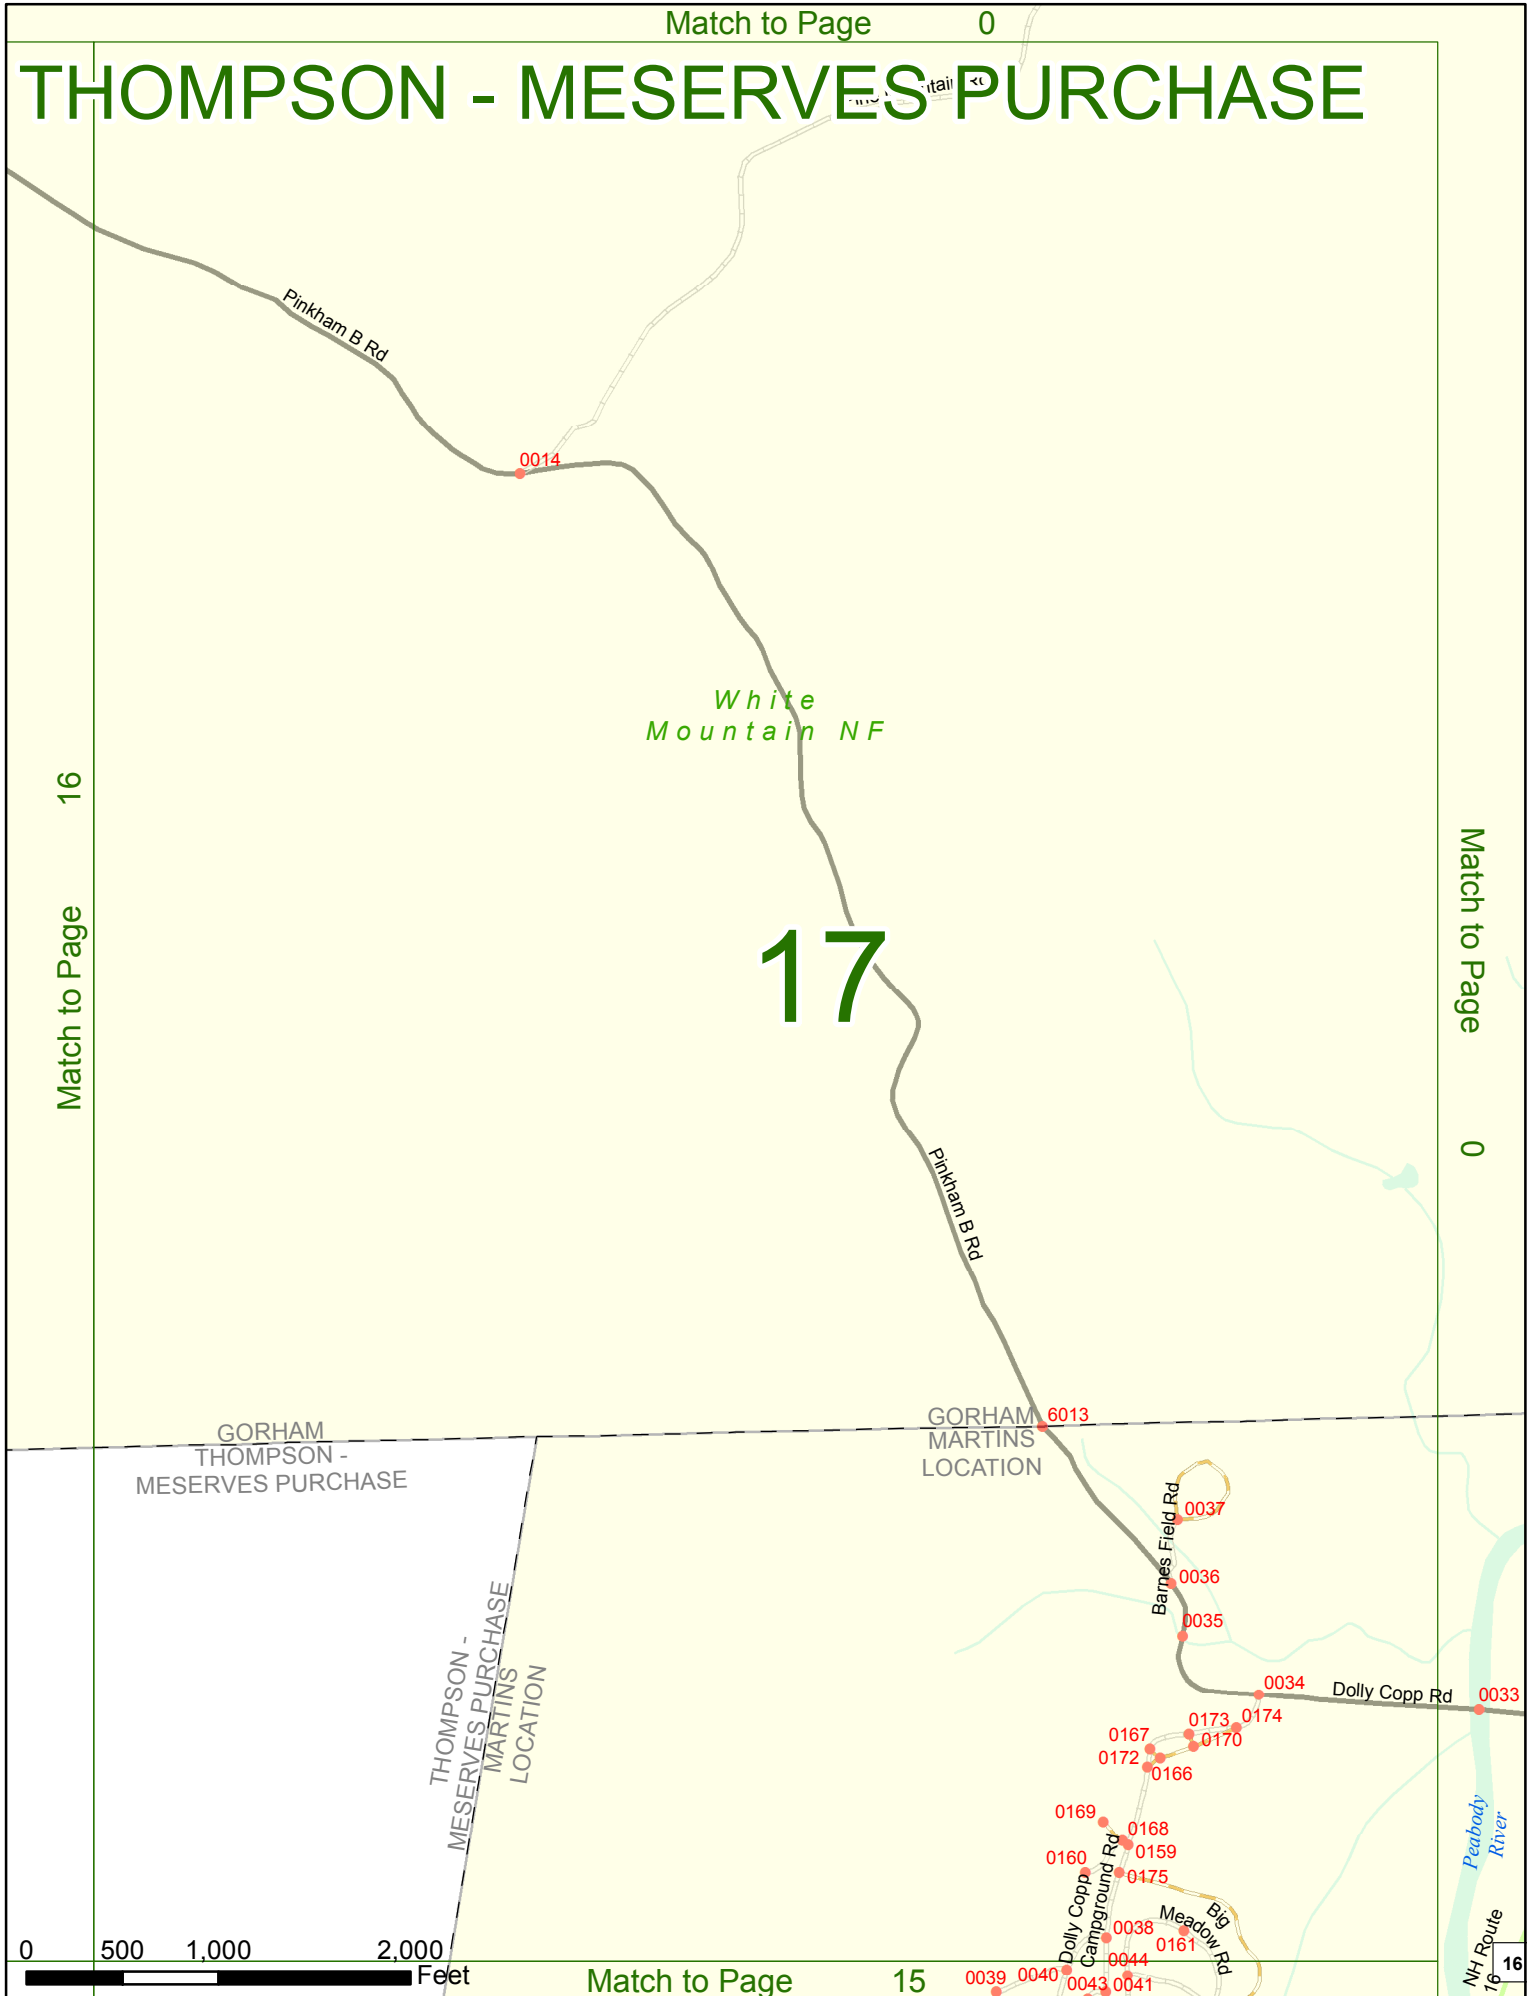 Match to Page 0
THOMPSON - MESERVES PURCHASE
Pinkham B Rd
0014
White
Mountain NF
Match to Page 16
Match to Page 0
17
Pinkham B Rd
6013
GORHAM
THOMPSON -
MESERVES PURCHASE
GORHAM
MARTINS
LOCATION
Barnes Field Rd
0037
0036
0035
0034
Dolly Copp Rd
0033
0173
0174
0167
0170
0172
0166
THOMPSON -
MESERVES PURCHASE
MARTINS
LOCATION
0169
0168
0159
0160
0175
Dolly Copp
Campground Rd
Big
Meadow Rd
0038
0161
0044
0039
0040
0043
0041
Peabody
River
NH Route
16
16
0 500 1,000 2,000
Feet
Match to Page 15